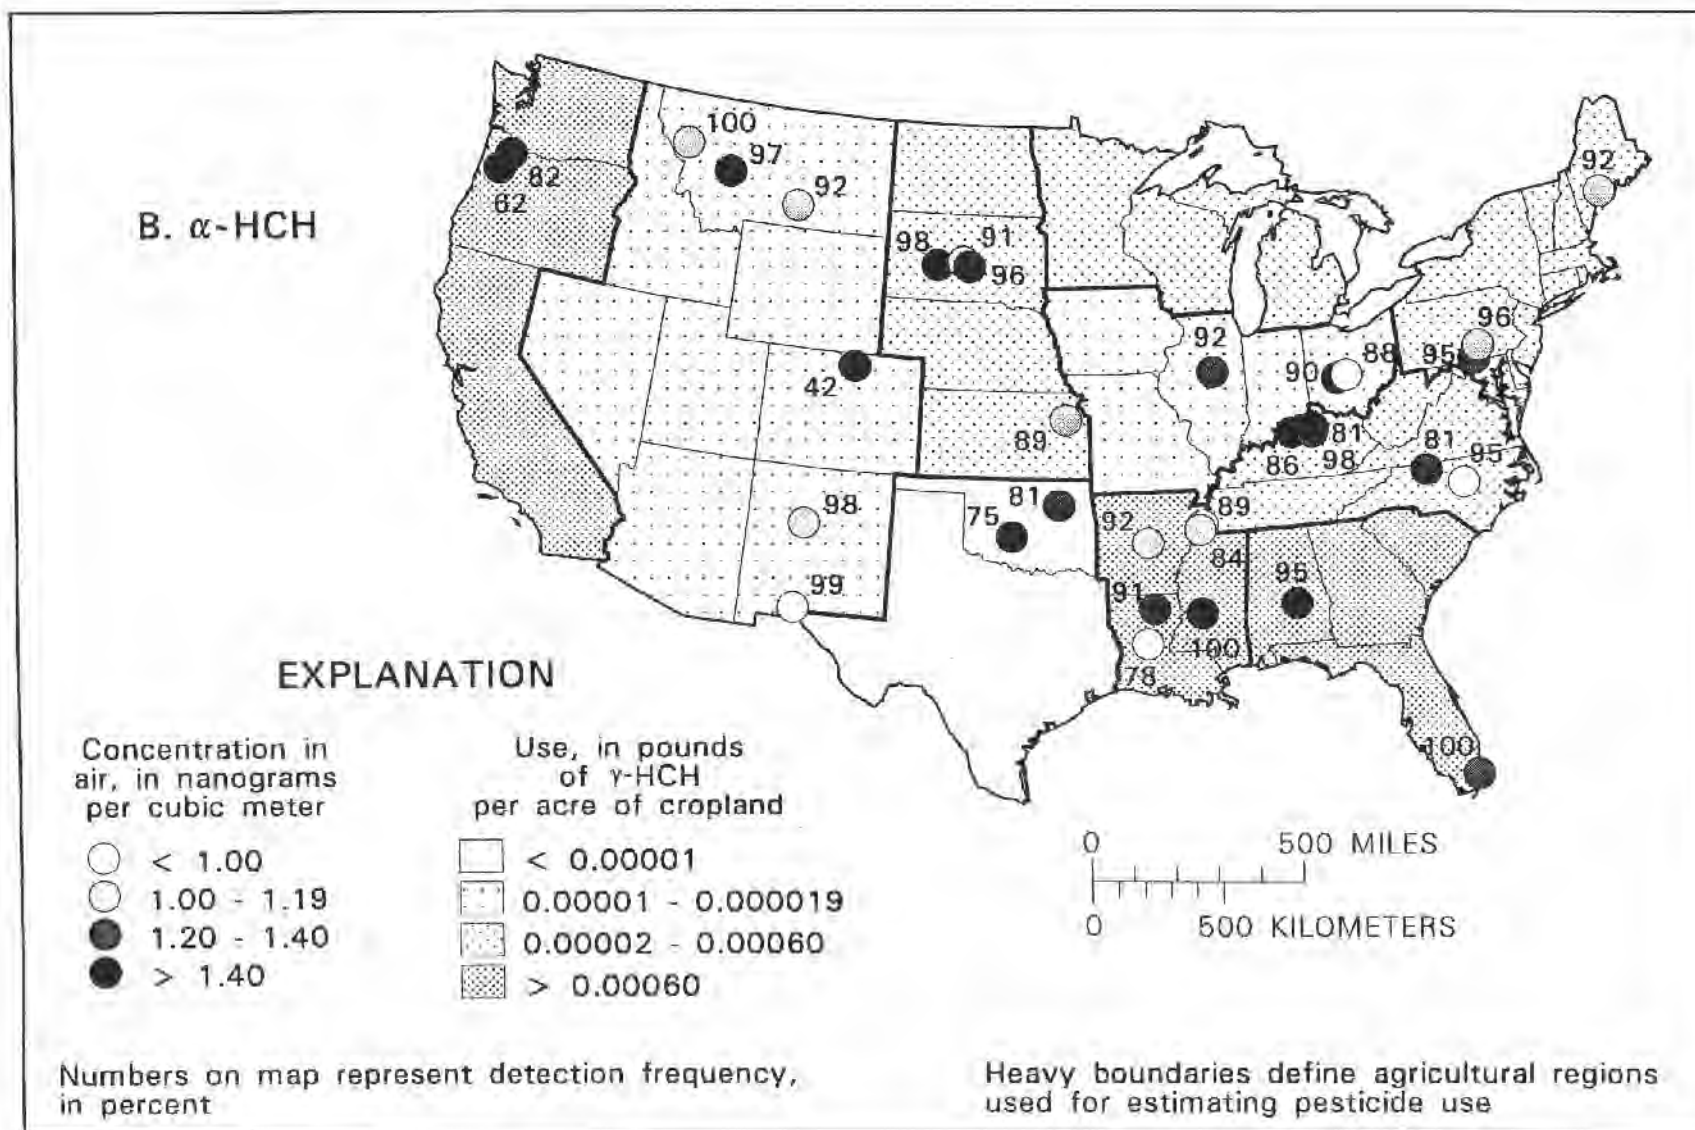 B. α-HCH
100
97
92
82
62
98
91
96
92
42
89
92
88
90
96
95
86
81
98
81
95
98
99
75
81
92
89
84
91
95
78
100
100
EXPLANATION
Concentration in
air, in nanograms
per cubic meter
< 1.00
1.00 - 1.19
1.20 - 1.40
> 1.40
Use, in pounds
of γ-HCH
per acre of cropland
< 0.00001
0.00001 - 0.000019
0.00002 - 0.00060
> 0.00060
0 500 MILES
0 500 KILOMETERS
Numbers on map represent detection frequency,
in percent
Heavy boundaries define agricultural regions
used for estimating pesticide use